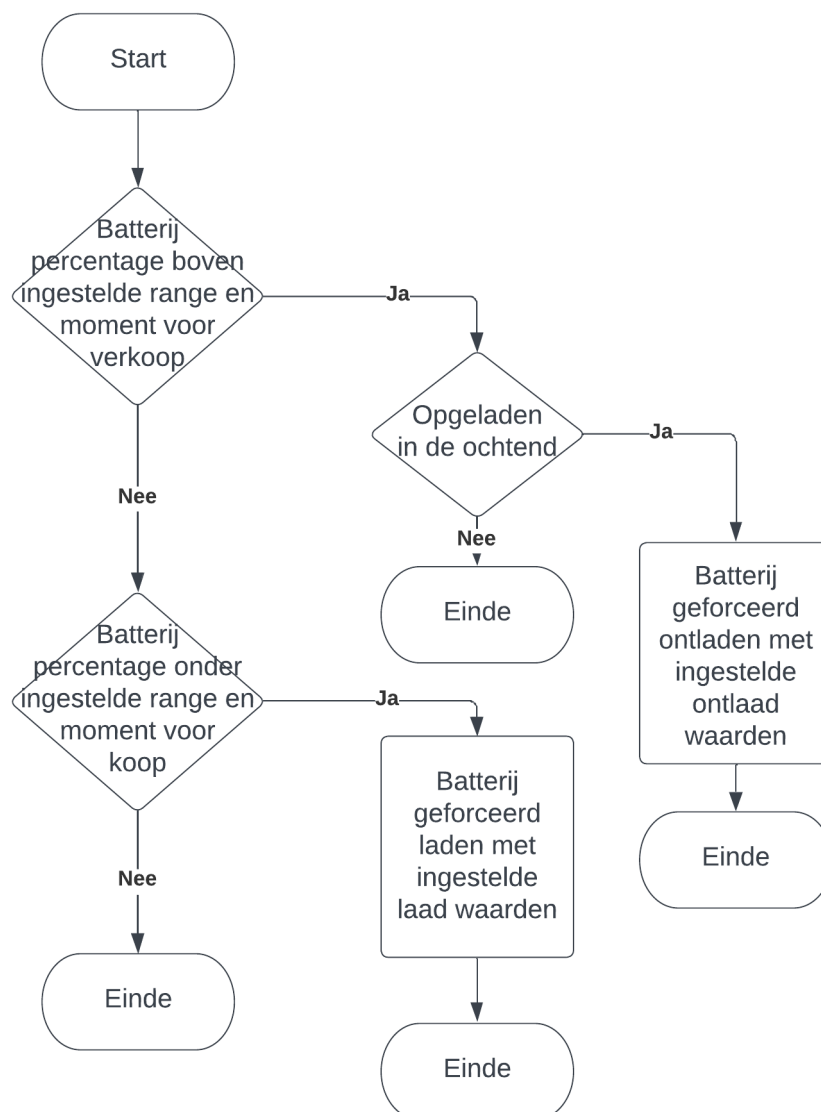 Start
Batterij
percentage boven
ingestelde range en
moment voor
verkoop
Ja
Opgeladen
in de ochtend
Ja
Nee
Nee
Einde
Batterij
geforceerd
ontladen met
ingestelde
ontlaad
waarden
Batterij
percentage onder
ingestelde range en
moment voor
koop
Ja
Batterij
geforceerd
laden met
ingestelde
laad waarden
Einde
Nee
Einde
Einde